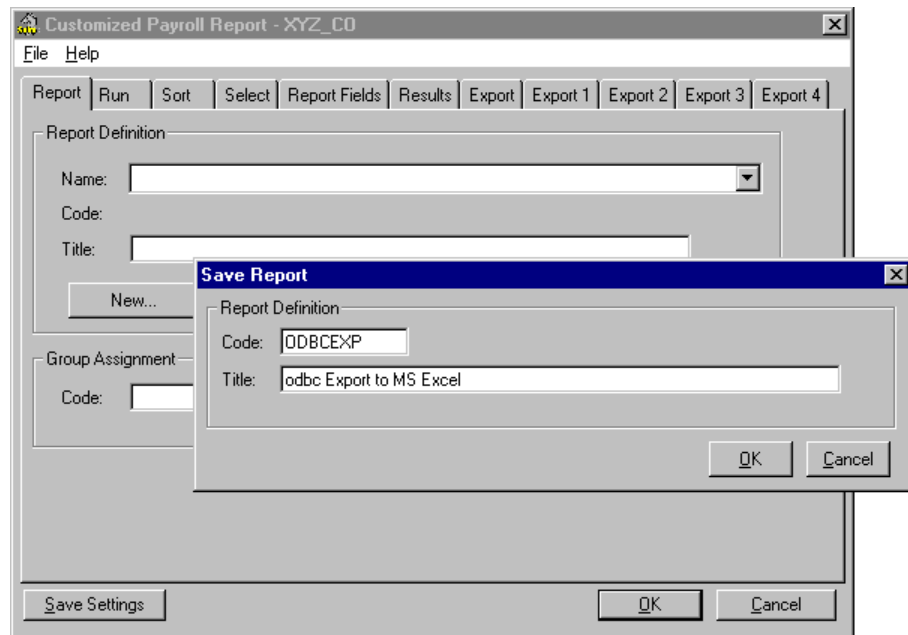 Customized Payroll Report - XYZ_CO
File Help
Report Run Sort Select Report Fields Results Export Export 1 Export 2 Export 3 Export 4
Report Definition
Name:
Code:
Title:
New...
Group Assignment
Code:
Save Report
Report Definition
Code: ODBCEXP
Title: odbc Export to MS Excel
OK Cancel
Save Settings OK Cancel